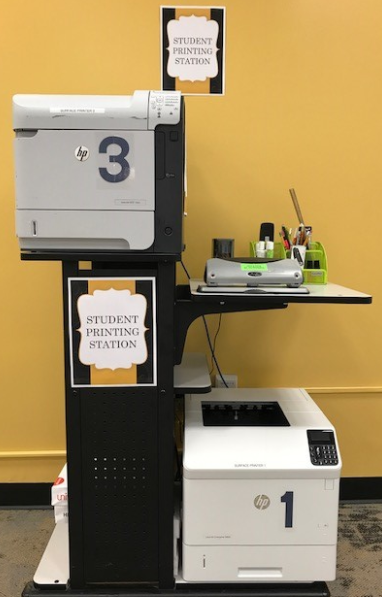 STUDENT
PRINTING
STATION
hp
3
STUDENT
PRINTING
STATION
hp
1